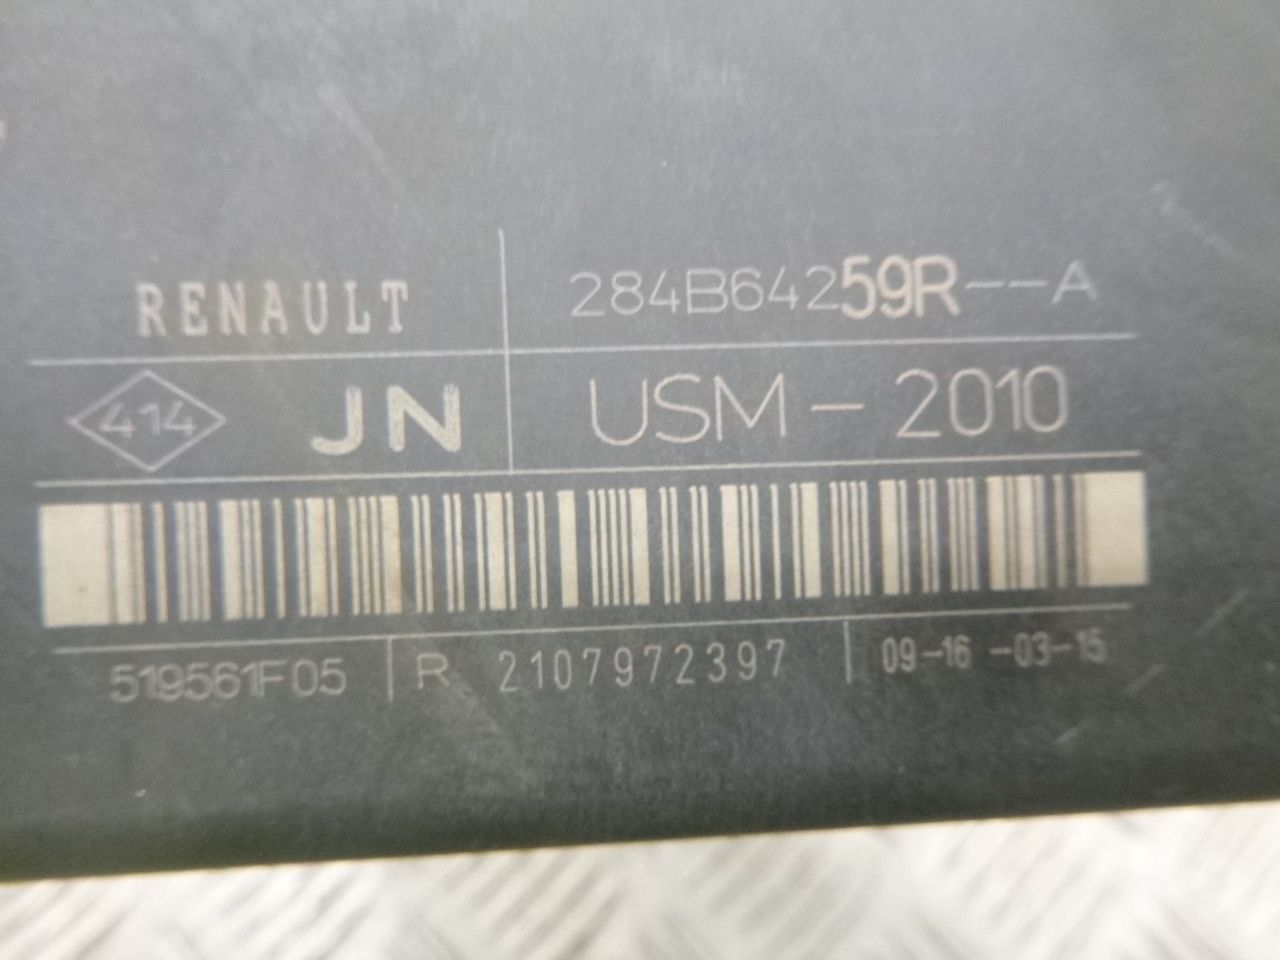 RENAULT 284B64259R--A
414 JN USM - 2010
519561F05 R 2107972397 09-16 -03-15